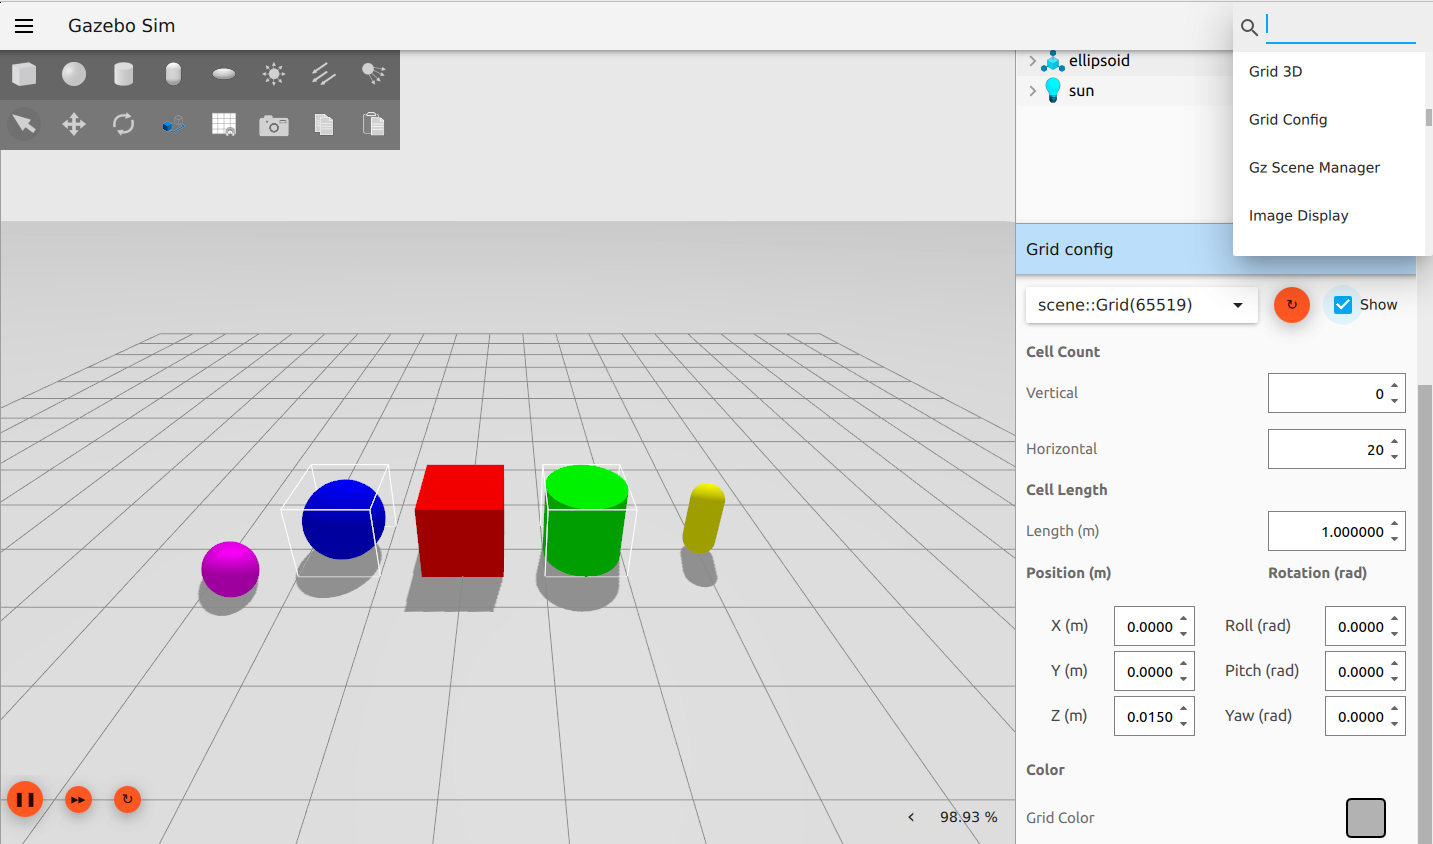 Gazebo Sim
Grid 3D
Grid Config
Gz Scene Manager
Image Display
ellipsoid
sun
Grid config
scene::Grid(65519)
Show
Cell Count
Vertical 0
Horizontal 20
Cell Length
Length (m) 1.000000
Position (m) Rotation (rad)
X (m) 0.0000 Roll (rad) 0.0000
Y (m) 0.0000 Pitch (rad) 0.0000
Z (m) 0.0150 Yaw (rad) 0.0000
Color
Grid Color
98.93 %